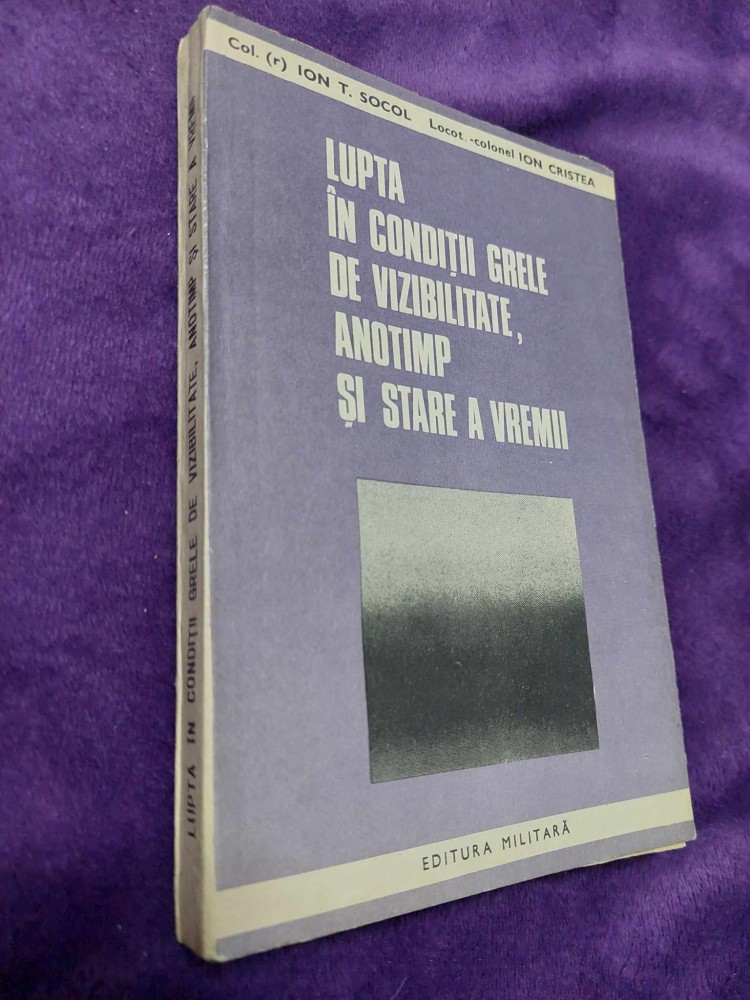 Col. (r) ION T. SOCOL Locot.-colonel ION CRISTEA
LUPTA
ÎN CONDIȚII GRELE
DE VIZIBILITATE,
ANOTIMP
ȘI STARE A VREMII
EDITURA MILITARĂ
LUPTA ÎN CONDIȚII GRELE DE VIZIBILITATE, ANOTIMP ȘI STARE A VREMII